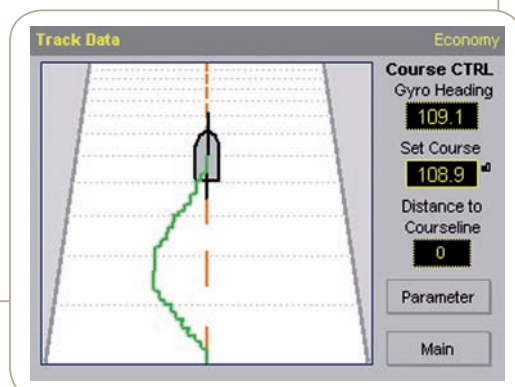 Track Data
Economy
Course CTRL
Gyro Heading
109.1
Set Course
108.9
Distance to
Courseline
0
Parameter
Main